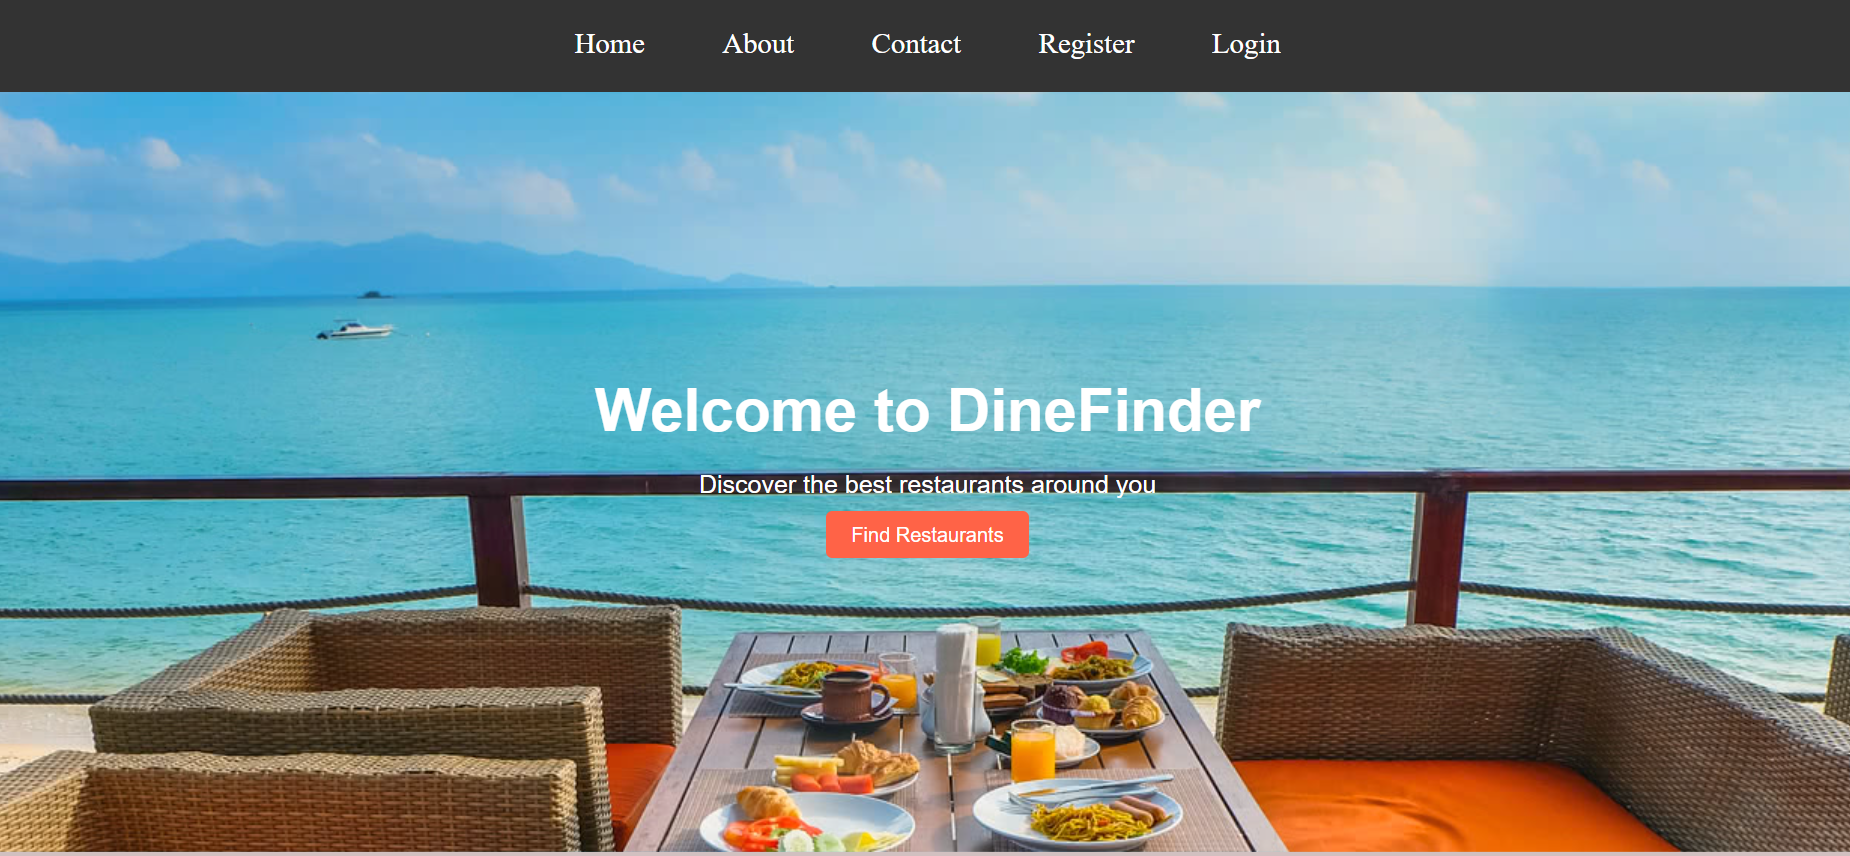 Home About Contact Register Login
Welcome to DineFinder
Discover the best restaurants around you
Find Restaurants